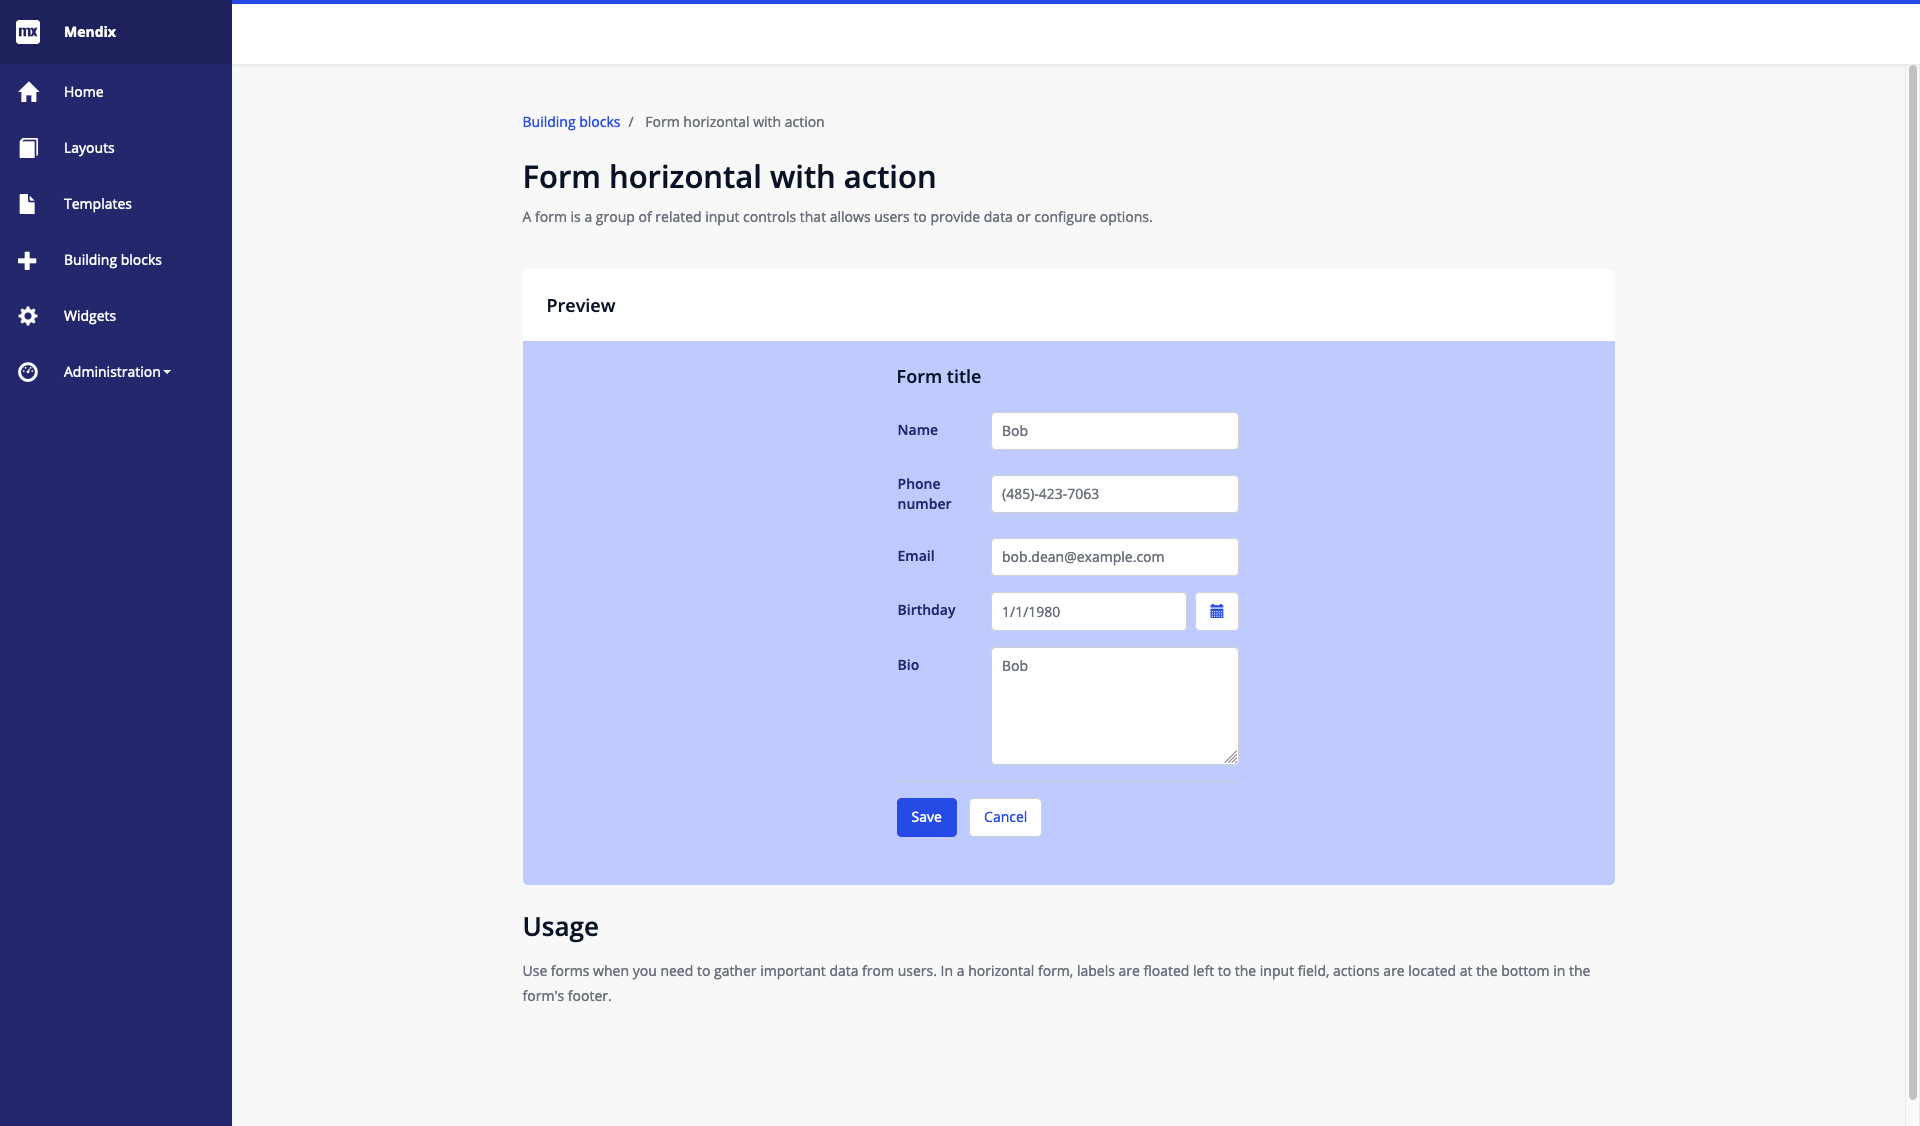 mx Mendix
Home
Layouts
Templates
Building blocks
Widgets
Administration
Building blocks / Form horizontal with action
Form horizontal with action
A form is a group of related input controls that allows users to provide data or configure options.
Preview
Form title
Name Bob
Phone
number (485)-423-7063
Email bob.dean@example.com
Birthday 1/1/1980
Bio Bob
Save Cancel
Usage
Use forms when you need to gather important data from users. In a horizontal form, labels are floated left to the input field, actions are located at the bottom in the
form's footer.